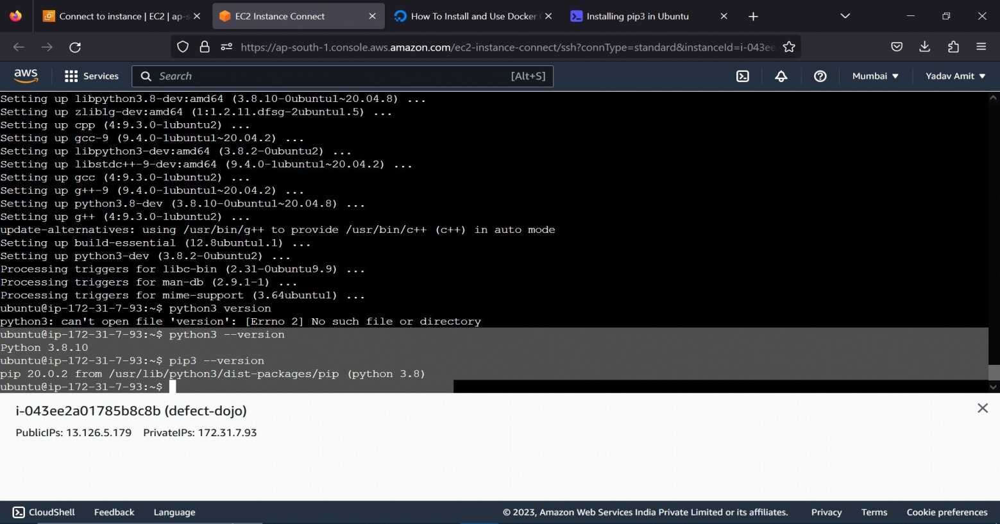 Connect to instance | EC2 | ap-s
EC2 Instance Connect
How To Install and Use Docker
Installing pip3 in Ubuntu
https://ap-south-1.console.aws.amazon.com/ec2-instance-connect/ssh?connType=standard&instanceId=i-043ee
aws
Services
Search
[Alt+S]
Mumbai
Yadav Amit
Setting up libpython3.8-dev:amd64 (3.8.10-0ubuntu1~20.04.8) ...
Setting up zlib1g-dev:amd64 (1:1.2.11.dfsg-2ubuntu1.5) ...
Setting up cpp (4:9.3.0-1ubuntu2) ...
Setting up gcc-9 (9.4.0-1ubuntu1~20.04.2) ...
Setting up libpython3-dev:amd64 (3.8.2-0ubuntu2) ...
Setting up libstdc++-9-dev:amd64 (9.4.0-1ubuntu1~20.04.2) ...
Setting up gcc (4:9.3.0-1ubuntu2) ...
Setting up g++-9 (9.4.0-1ubuntu1~20.04.2) ...
Setting up python3.8-dev (3.8.10-0ubuntu1~20.04.8) ...
Setting up g++ (4:9.3.0-1ubuntu2) ...
update-alternatives: using /usr/bin/g++ to provide /usr/bin/c++ (c++) in auto mode
Setting up build-essential (12.8ubuntu1.1) ...
Setting up python3-dev (3.8.2-0ubuntu2) ...
Processing triggers for libc-bin (2.31-0ubuntu9.9) ...
Processing triggers for man-db (2.9.1-1) ...
Processing triggers for mime-support (3.64ubuntu1) ...
ubuntu@ip-172-31-7-93:~$ python3 version
python3: can't open file 'version': [Errno 2] No such file or directory
ubuntu@ip-172-31-7-93:~$ python3 --version
Python 3.8.10
ubuntu@ip-172-31-7-93:~$ pip3 --version
pip 20.0.2 from /usr/lib/python3/dist-packages/pip (python 3.8)
ubuntu@ip-172-31-7-93:~$
i-043ee2a01785b8c8b (defect-dojo)
PublicIPs: 13.126.5.179 PrivateIPs: 172.31.7.93
CloudShell
Feedback
Language
© 2023, Amazon Web Services India Private Limited or its affiliates.
Privacy
Terms
Cookie preferences